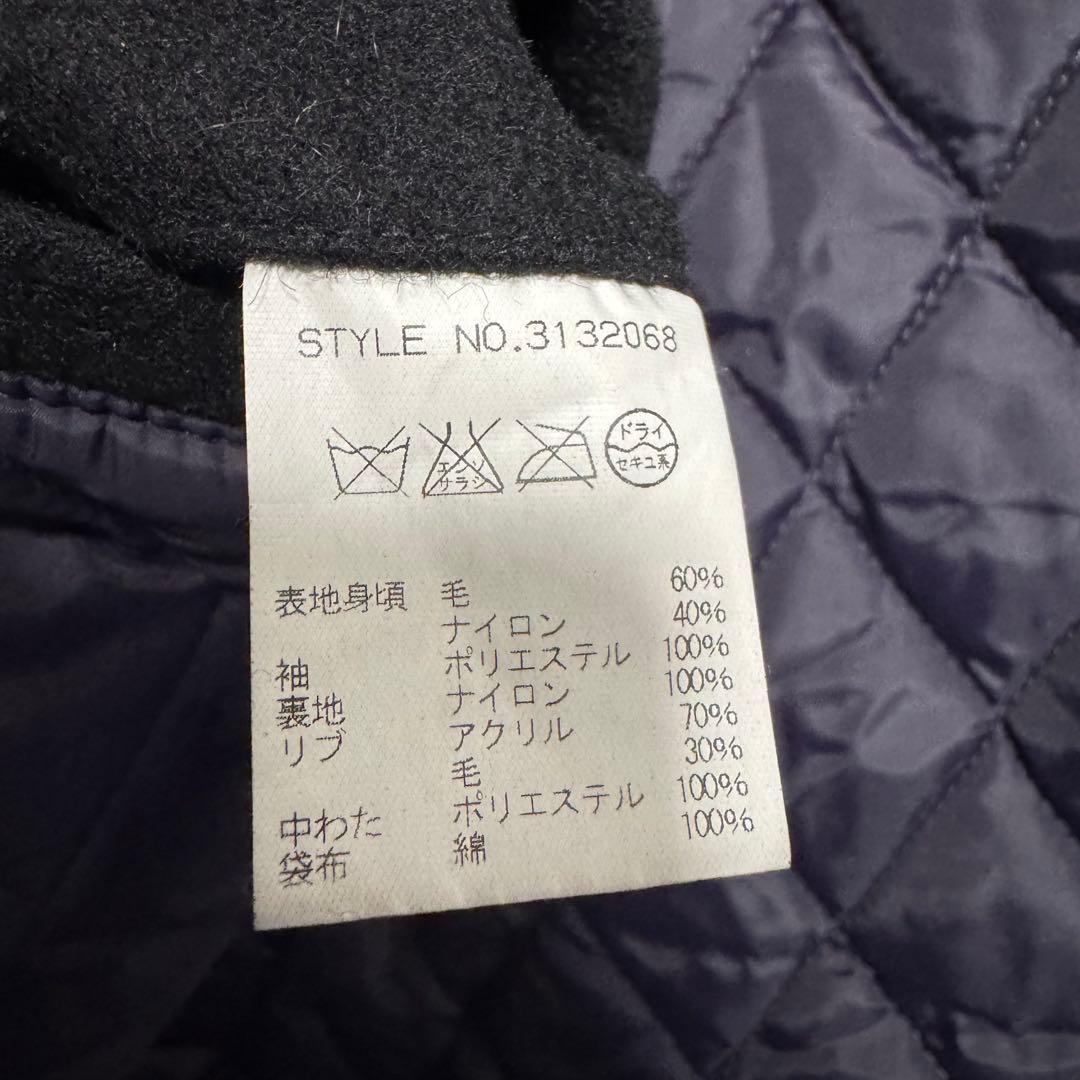 STYLE NO.3132068
エンソ サラシ
ドライ
セキユ系
表地身頃 毛 60%
ナイロン 40%
袖 ポリエステル 100%
裏地 ナイロン 100%
リブ アクリル 70%
毛 30%
中わた ポリエステル 100%
袋布 綿 100%